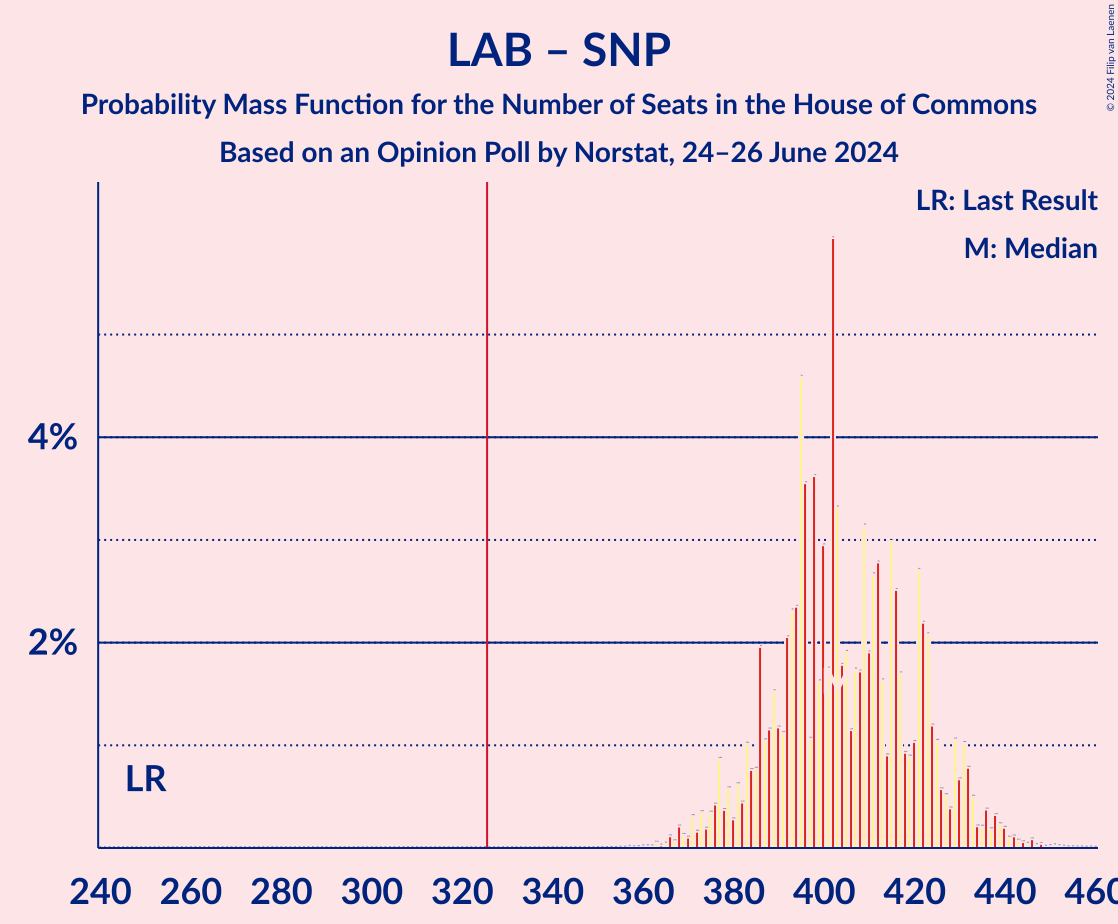 LAB – SNP
Probability Mass Function for the Number of Seats in the House of Commons
Based on an Opinion Poll by Norstat, 24–26 June 2024
© 2024 Filip van Laenen
LR: Last Result
M: Median
4%
2%
M
LR
240 260 280 300 320 340 360 380 400 420 440 460